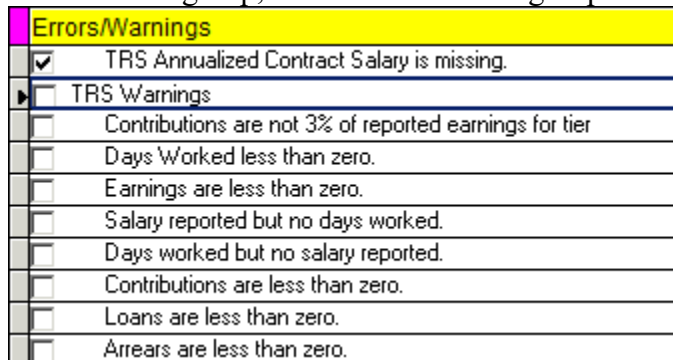 Errors/Warnings
TRS Annualized Contract Salary is missing.
TRS Warnings
Contributions are not 3% of reported earnings for tier
Days Worked less than zero.
Earnings are less than zero.
Salary reported but no days worked.
Days worked but no salary reported.
Contributions are less than zero.
Loans are less than zero.
Arrears are less than zero.